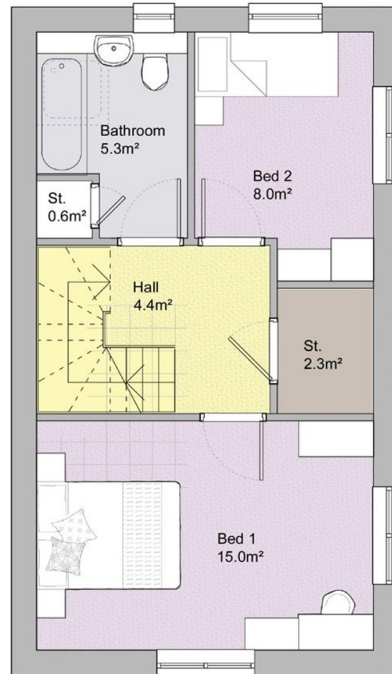 Bathroom
5.3m²
Bed 2
8.0m²
St.
0.6m²
Hall
4.4m²
St.
2.3m²
Bed 1
15.0m²